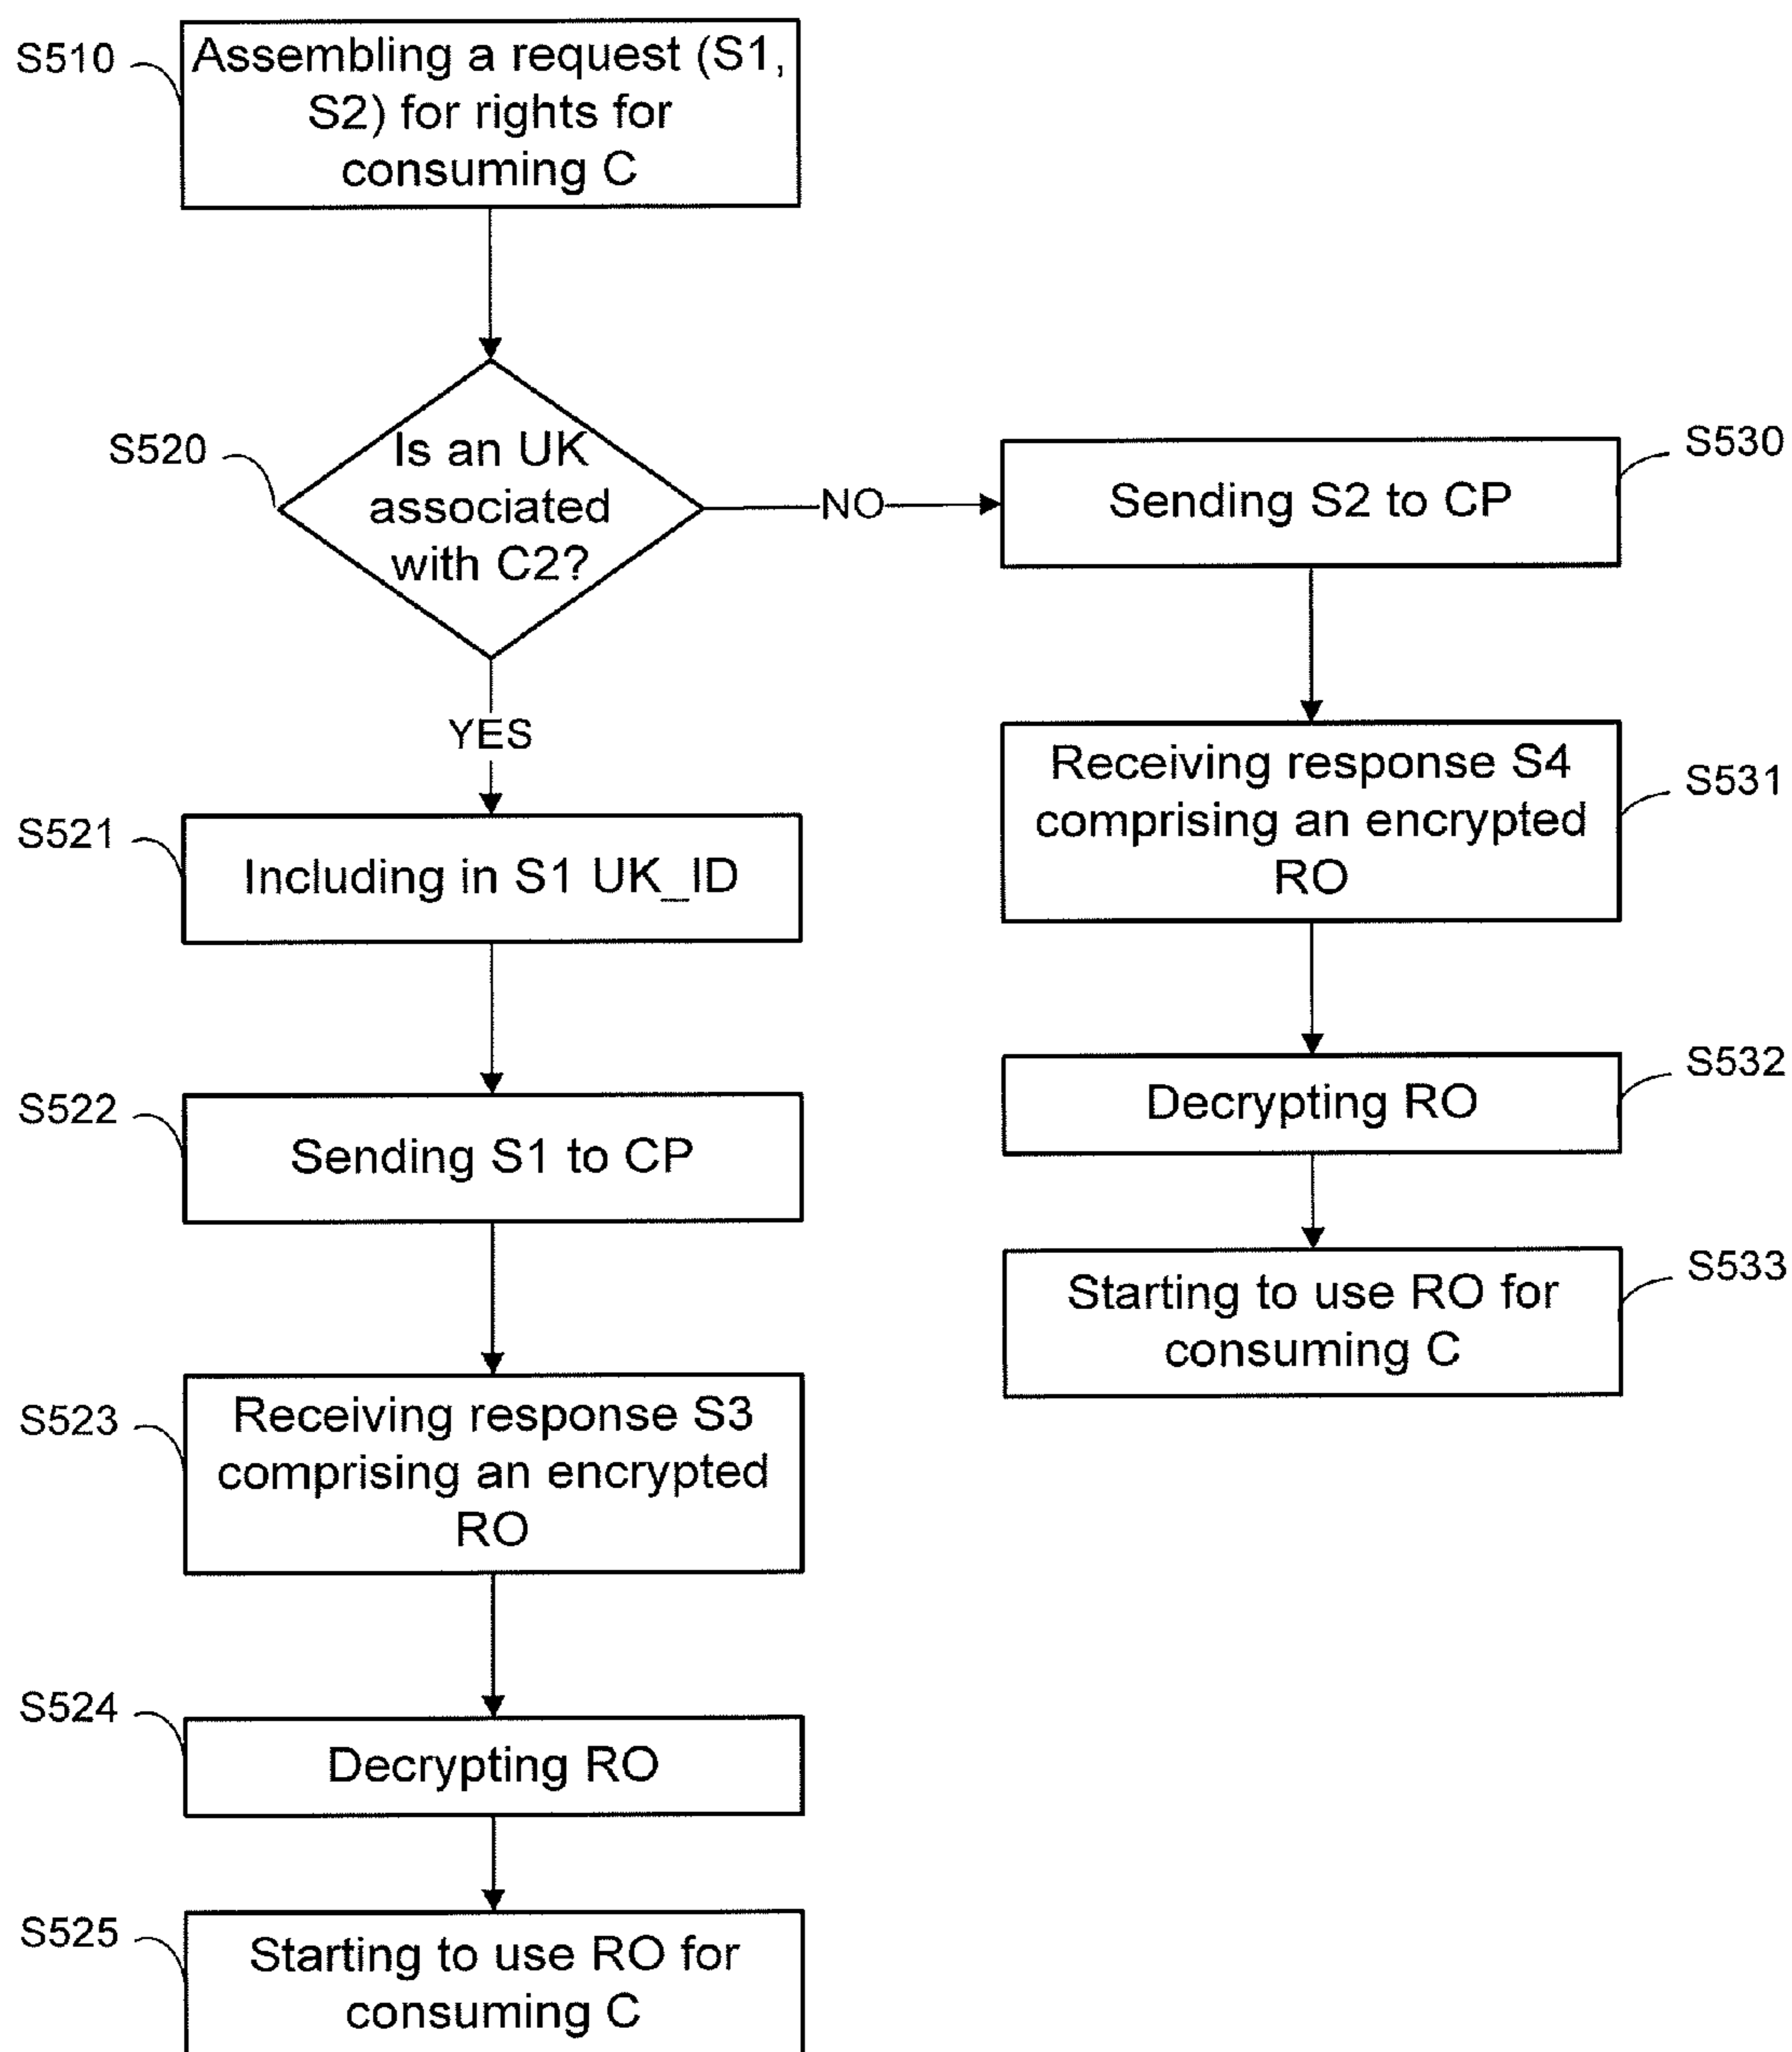 S510
Assembling a request (S1,
S2) for rights for
consuming C
S520
Is an UK
associated
with C2?
NO
YES
S521
Including in S1 UK_ID
S522
Sending S1 to CP
S523
Receiving response S3
comprising an encrypted
RO
S524
Decrypting RO
S525
Starting to use RO for
consuming C
S530
Sending S2 to CP
S531
Receiving response S4
comprising an encrypted
RO
S532
Decrypting RO
S533
Starting to use RO for
consuming C